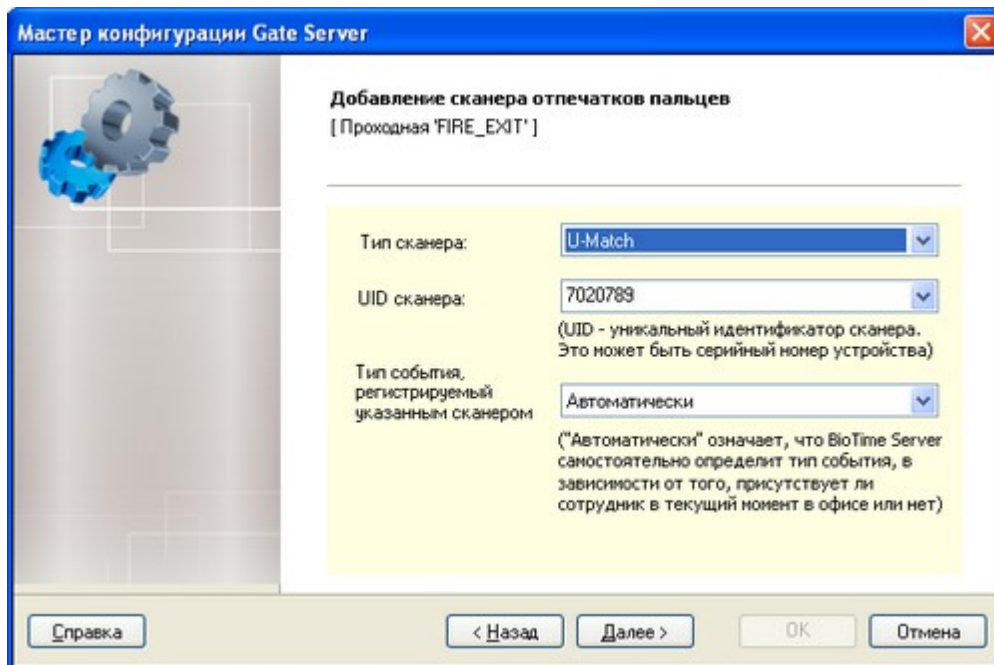 Мастер конфигурации Gate Server
Добавление сканера отпечатков пальцев
[ Проходная 'FIRE_EXIT' ]
Тип сканера:
U-Match
UID сканера:
7020789
(UID - уникальный идентификатор сканера.
Это может быть серийный номер устройства)
Тип события,
регистрируемый
указанным сканером
Автоматически
("Автоматически" означает, что BioTime Server
самостоятельно определит тип события, в
зависимости от того, присутствует ли
сотрудник в текущий момент в офисе или нет)
Справка
< Назад
Далее >
OK
Отмена